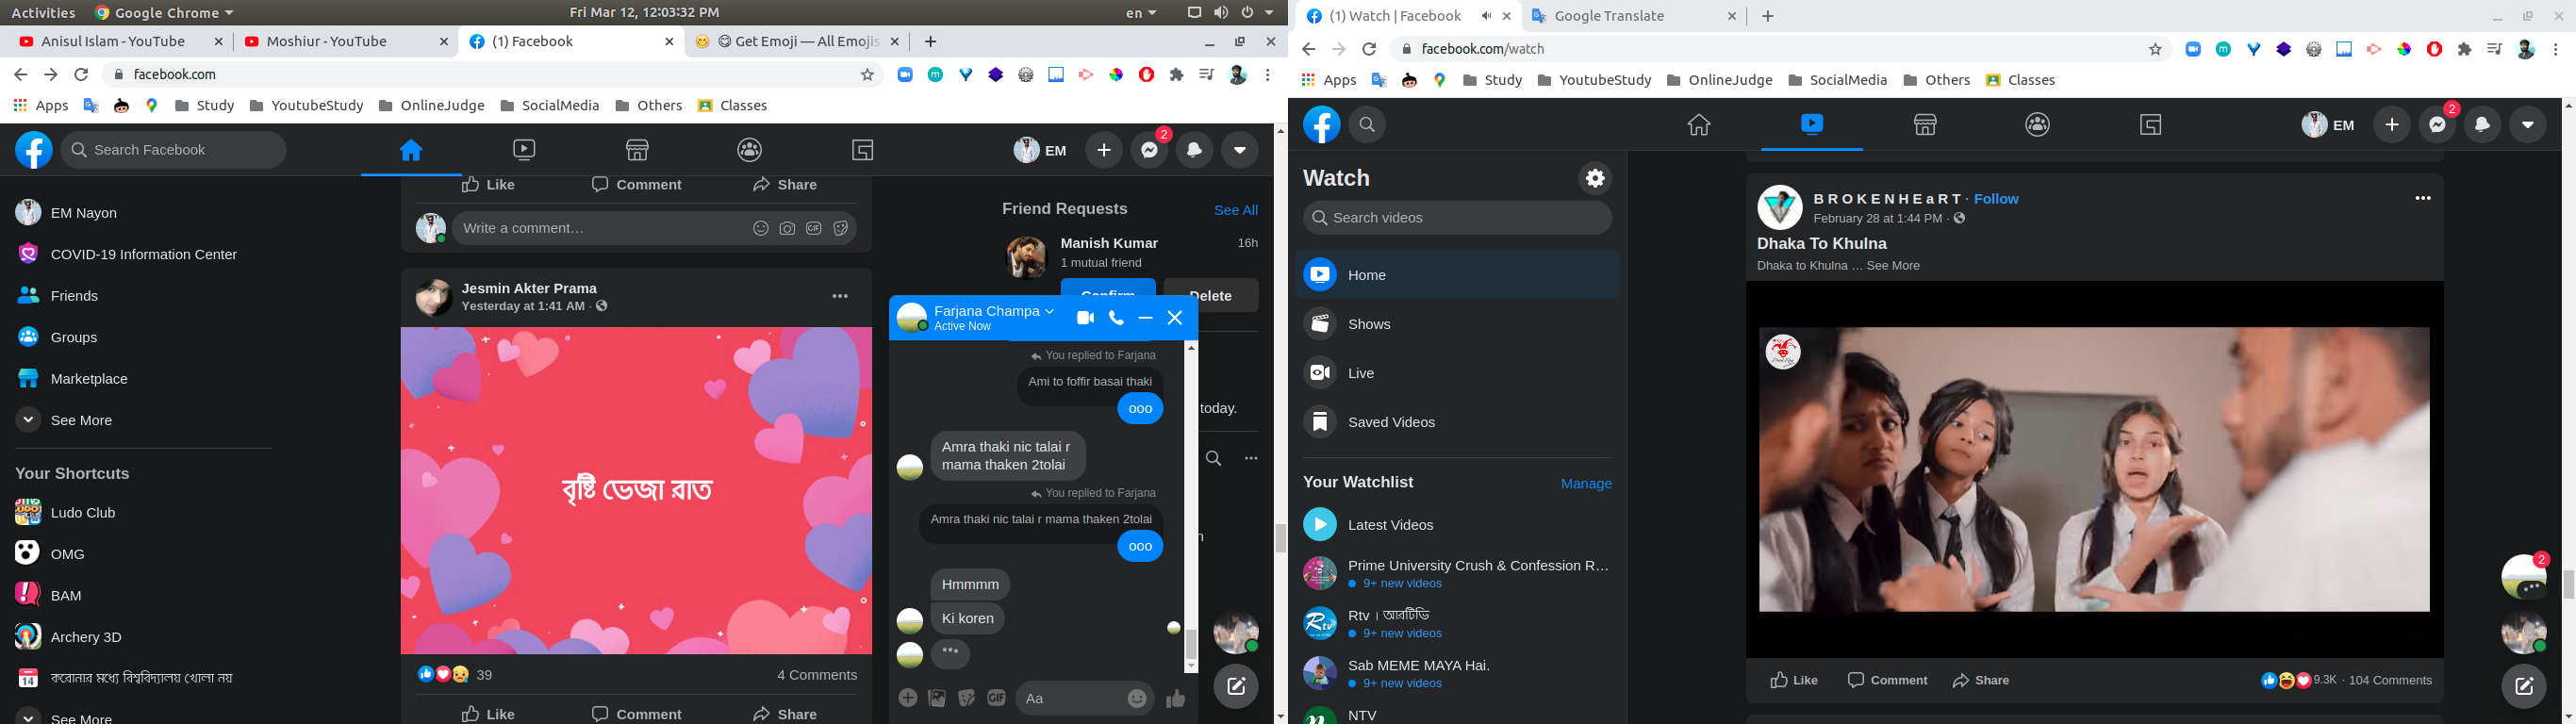 Activities
Google Chrome
Fri Mar 12, 12:03:32 PM
en
Anisul Islam - YouTube
Moshiur - YouTube
(1) Facebook
😋 Get Emoji — All Emojis
facebook.com
Apps
Study
YoutubeStudy
OnlineJudge
SocialMedia
Others
Classes
Search Facebook
EM
2
EM Nayon
COVID-19 Information Center
Friends
Groups
Marketplace
See More
Your Shortcuts
Ludo Club
OMG
BAM
Archery 3D
করোনার মধ্যে বিশ্ববিদ্যালয় খোলা নয়
See More
Like
Comment
Share
Write a comment…
Jesmin Akter Prama
Yesterday at 1:41 AM ·
বৃষ্টি ভেজা রাত
39
4 Comments
Like
Comment
Share
Friend Requests
See All
Manish Kumar
16h
1 mutual friend
Confirm
Delete
today.
Farjana Champa
Active Now
You replied to Farjana
Ami to foffir basai thaki
ooo
Amra thaki nic talai r
mama thaken 2tolai
You replied to Farjana
Amra thaki nic talai r mama thaken 2tolai
ooo
Hmmmm
Ki koren
GIF
Aa
(1) Watch | Facebook
Google Translate
facebook.com/watch
Apps
Study
YoutubeStudy
OnlineJudge
SocialMedia
Others
Classes
EM
2
Watch
Search videos
Home
Shows
Live
Saved Videos
Your Watchlist
Manage
Latest Videos
Prime University Crush & Confession R...
9+ new videos
Rtv । আরটিভি
9+ new videos
Sab MEME MAYA Hai.
9+ new videos
NTV
B R O K E N H E a R T · Follow
February 28 at 1:44 PM ·
Dhaka To Khulna
Dhaka to Khulna … See More
Like
Comment
Share
9.3K · 104 Comments
2